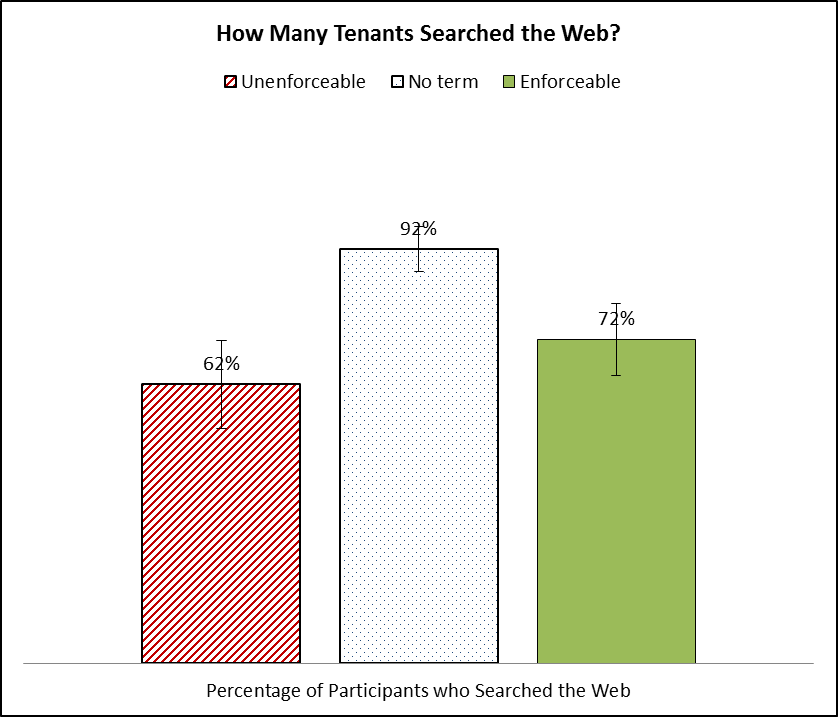 How Many Tenants Searched the Web?
Unenforceable No term Enforceable
92%
72%
62%
Percentage of Participants who Searched the Web